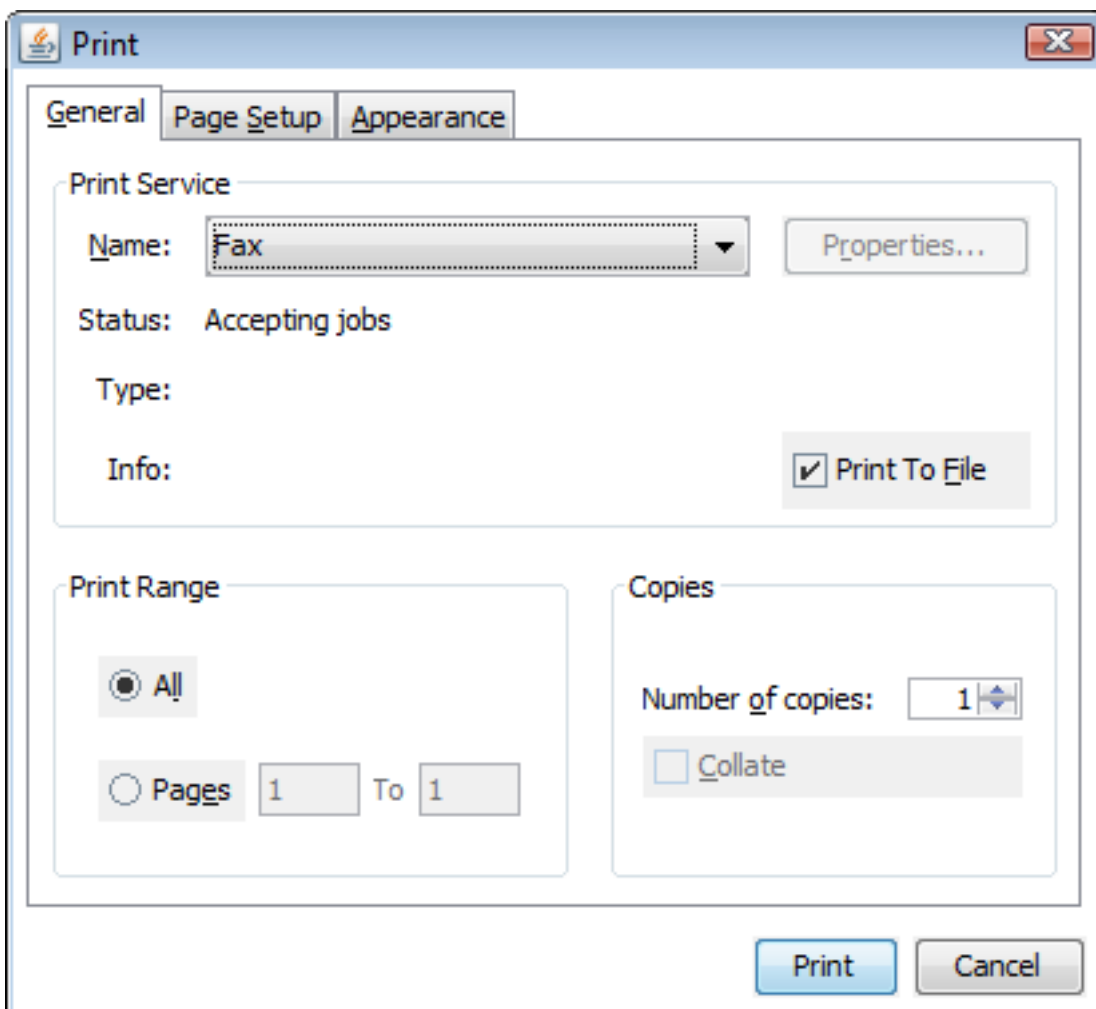 Print
General Page Setup Appearance
Print Service
Name: Fax Properties...
Status: Accepting jobs
Type:
Info: Print To File
Print Range Copies
All Number of copies: 1
Pages 1 To 1 Collate
Print Cancel